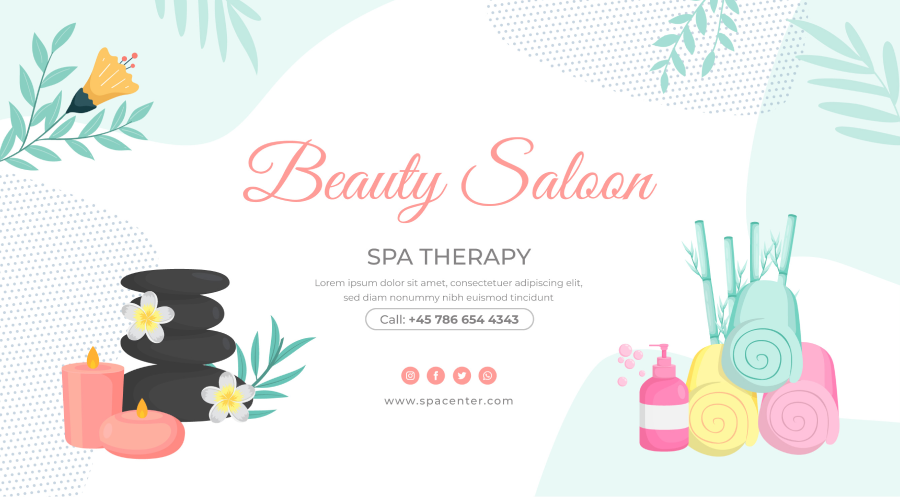 Beauty Saloon
SPA THERAPY
Lorem ipsum dolor sit amet, consectetuer adipiscing elit,
sed diam nonummy nibh euismod tincidunt
Call: +45 786 654 4343
www.spacenter.com